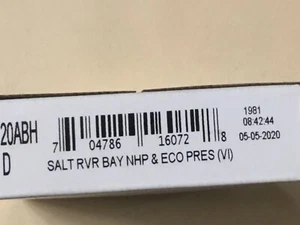 20ABH
D
1981
08:42:44
05-05-2020
7 04786 16072 8
SALT RVR BAY NHP & ECO PRES (VI)